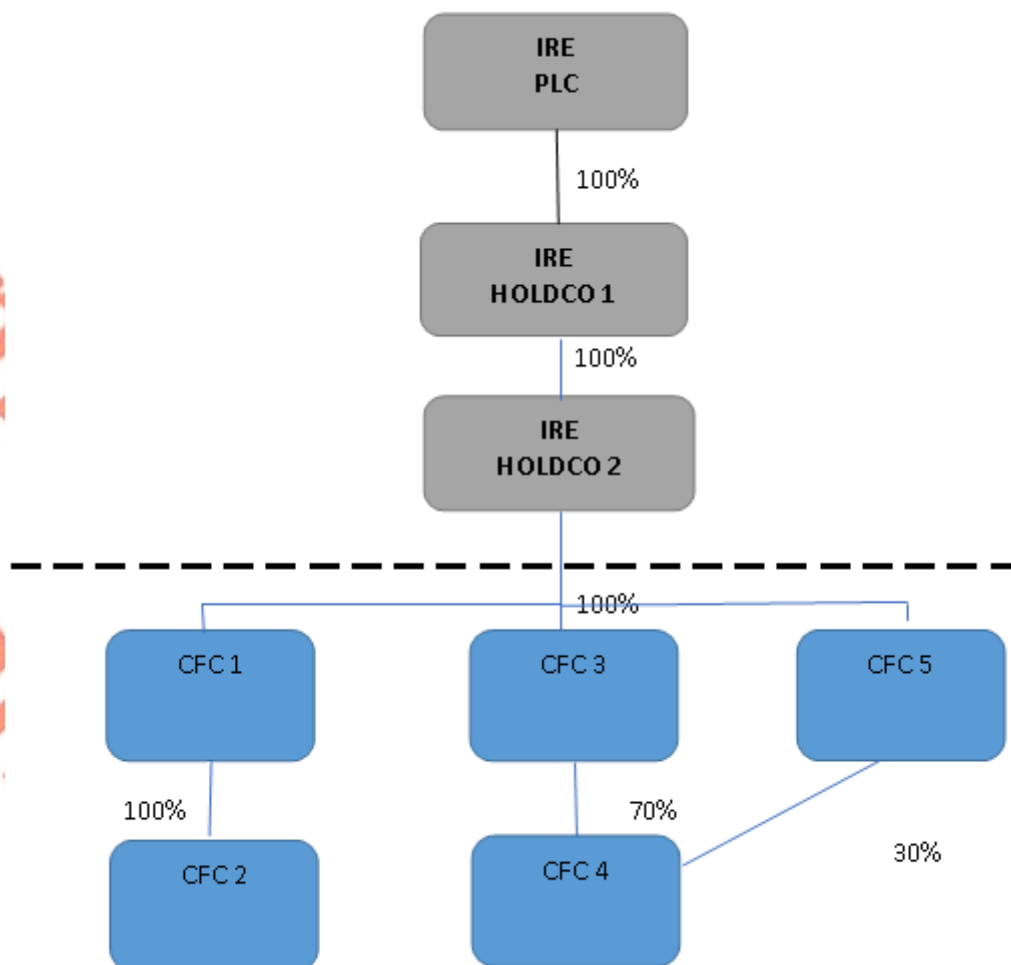 IRE
PLC
100%
IRE
HOLDCO 1
100%
IRE
HOLDCO 2
100%
CFC 1
CFC 3
CFC 5
100%
70%
30%
CFC 2
CFC 4